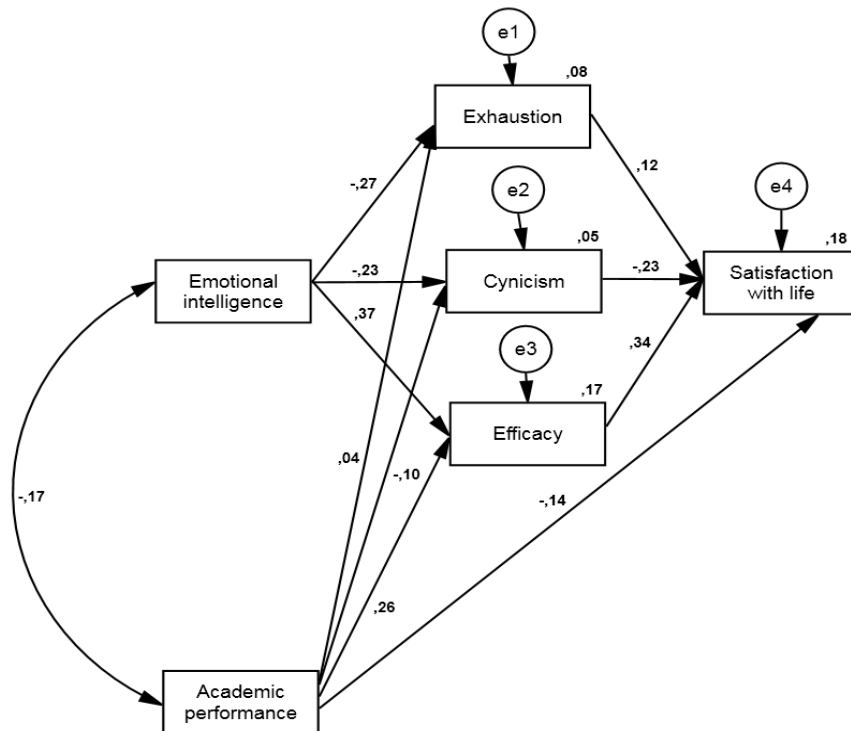 e1
,08
Exhaustion
-,27
,12
e2
e4
,05
,18
Emotional
intelligence
-,23
Cynicism
-,23
Satisfaction
with life
,37
e3
,34
,17
Efficacy
,04
-,10
-,17
-,14
,26
Academic
performance